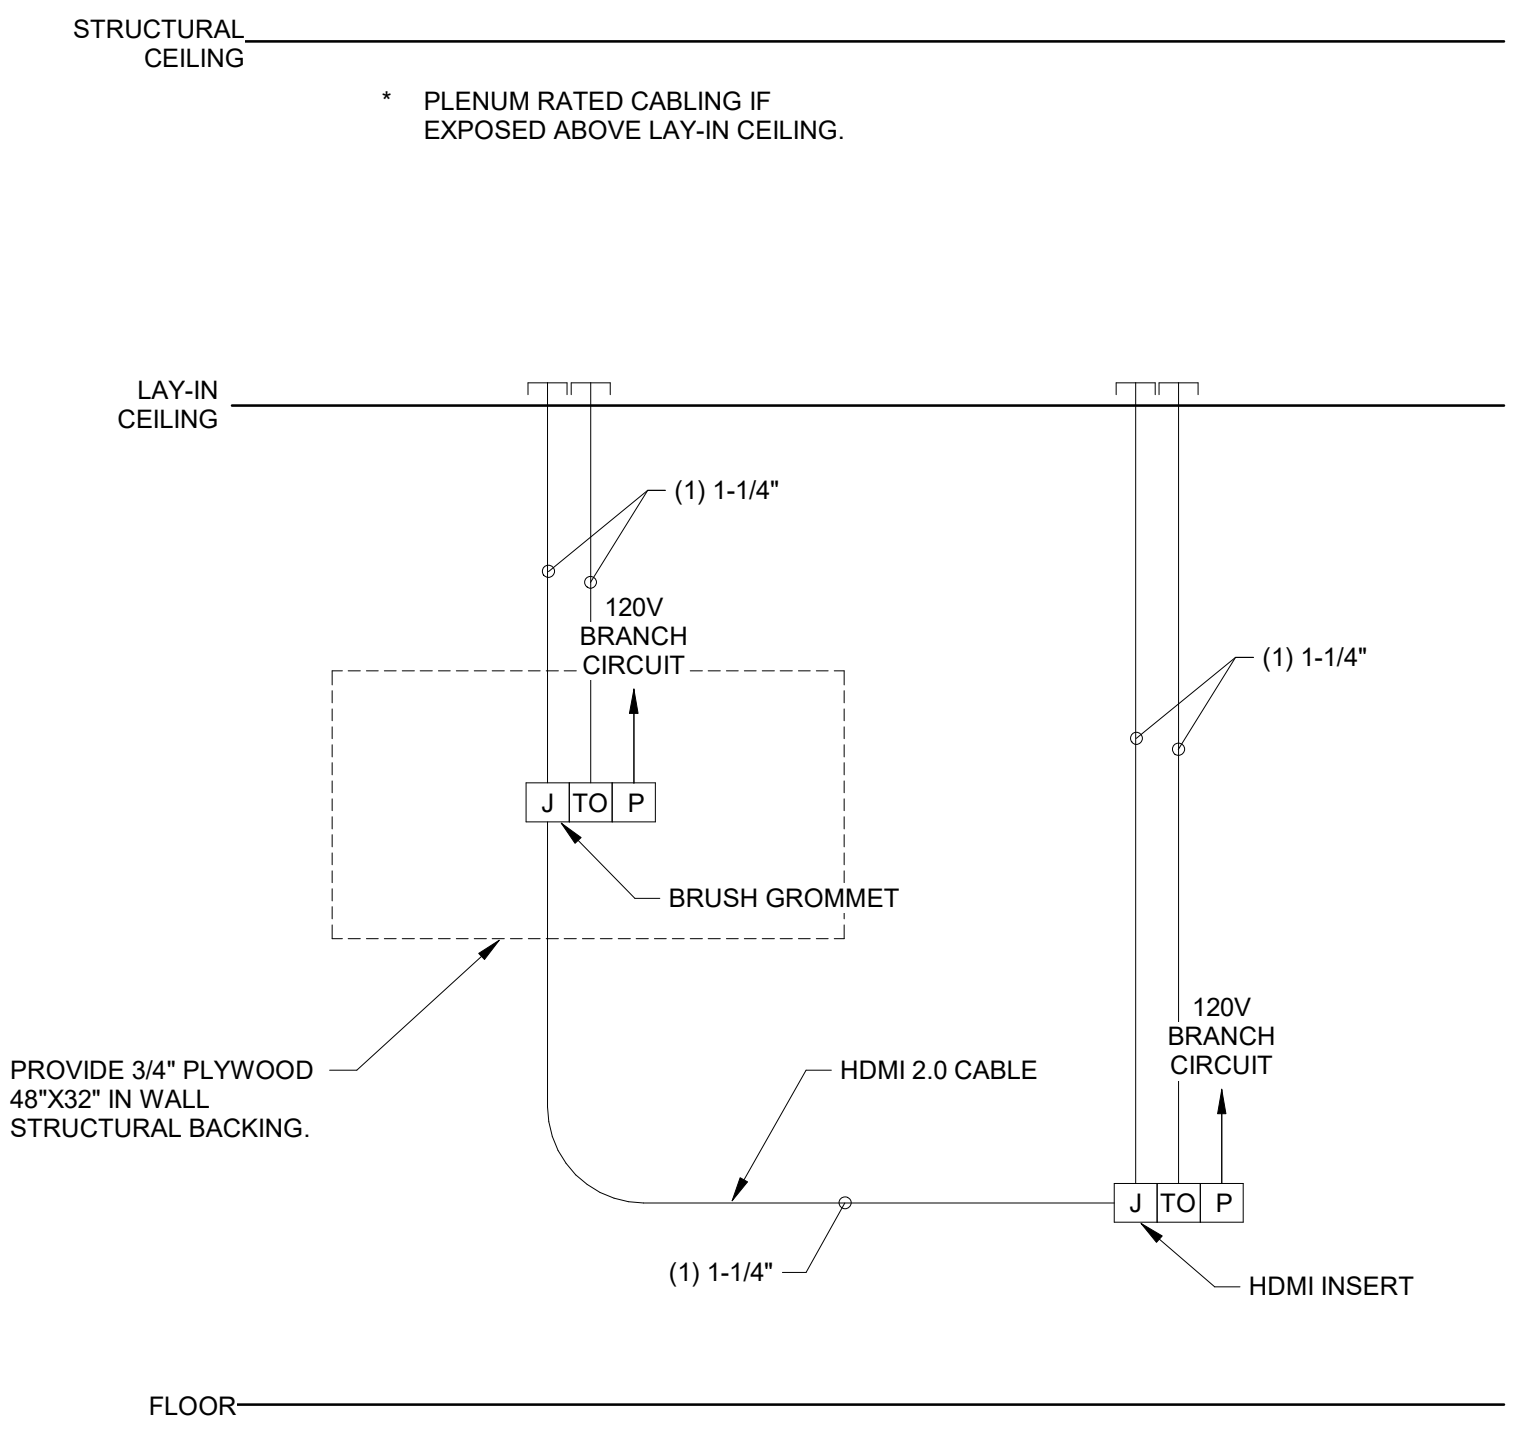 STRUCTURAL
CEILING
* PLENUM RATED CABLING IF
EXPOSED ABOVE LAY-IN CEILING.
LAY-IN
CEILING
(1) 1-1/4"
120V
BRANCH
CIRCUIT
(1) 1-1/4"
J TO P
BRUSH GROMMET
120V
BRANCH
CIRCUIT
PROVIDE 3/4" PLYWOOD
48"X32" IN WALL
STRUCTURAL BACKING.
HDMI 2.0 CABLE
J TO P
(1) 1-1/4"
HDMI INSERT
FLOOR